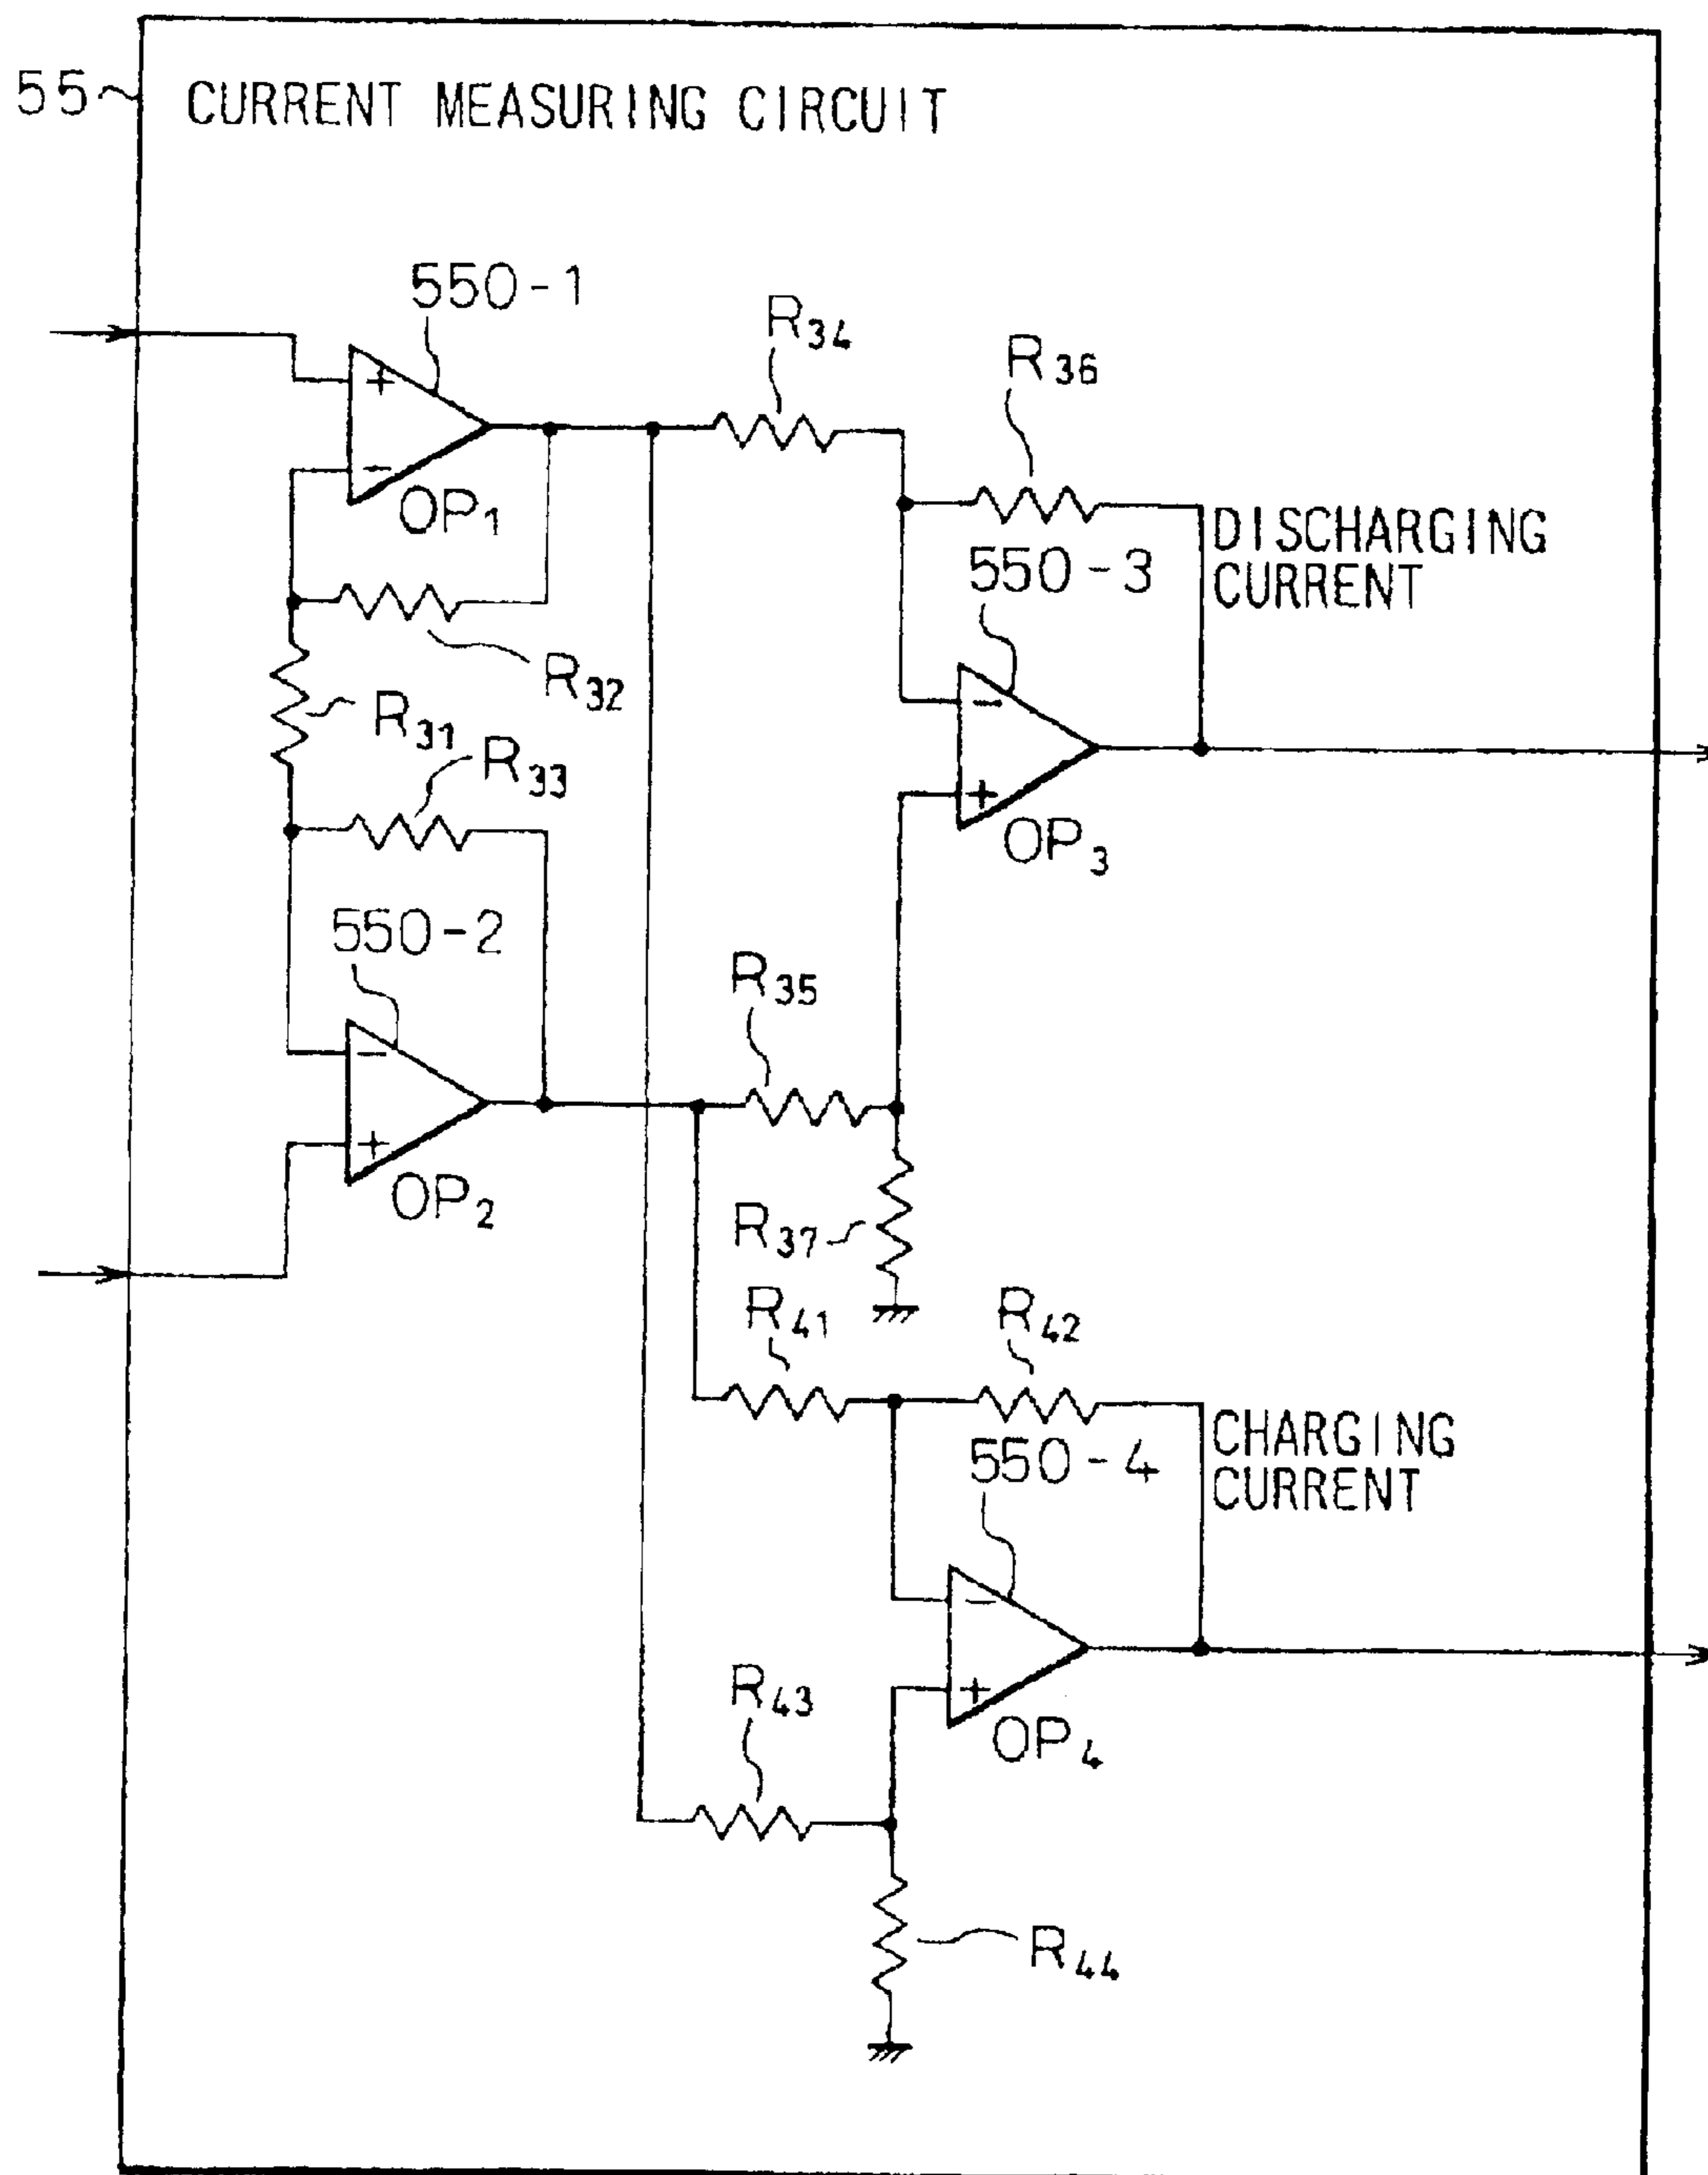 55
CURRENT MEASURING CIRCUIT
550-1
R34
R36
+
-
OP1
DISCHARGING
CURRENT
550-3
R32
R31
R33
-
+
OP3
550-2
R35
-
+
OP2
R37
R41
R42
CHARGING
CURRENT
550-4
-
+
R43
OP4
R44